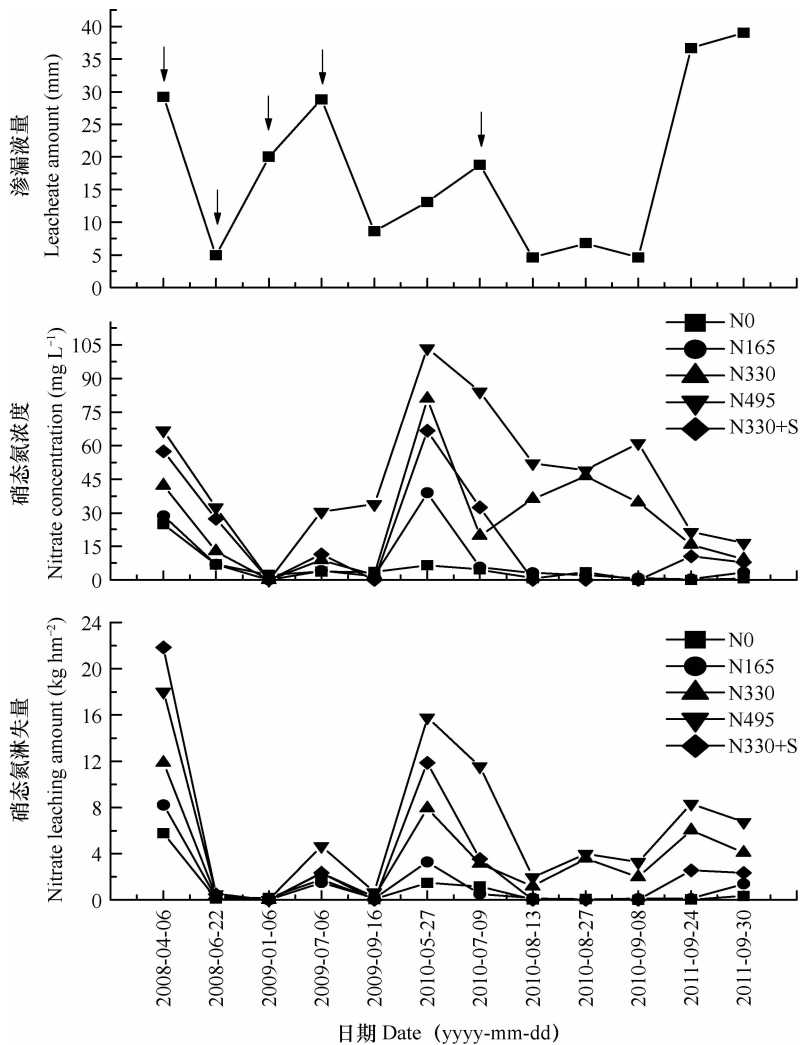 渗漏液量
Leacheate amount (mm)
40
35
30
25
20
15
10
5
0
硝态氮浓度
Nitrate concentration (mg L⁻¹)
105
90
75
60
45
30
15
0
N0
N165
N330
N495
N330+S
硝态氮淋失量
Nitrate leaching amount (kg hm⁻²)
24
22
16
12
8
4
0
N0
N165
N330
N495
N330+S
2008-04-06
2008-06-22
2009-01-06
2009-07-06
2009-09-16
2010-05-27
2010-07-09
2010-08-13
2010-08-27
2010-09-08
2011-09-24
2011-09-30
日期 Date（yyyy-mm-dd）